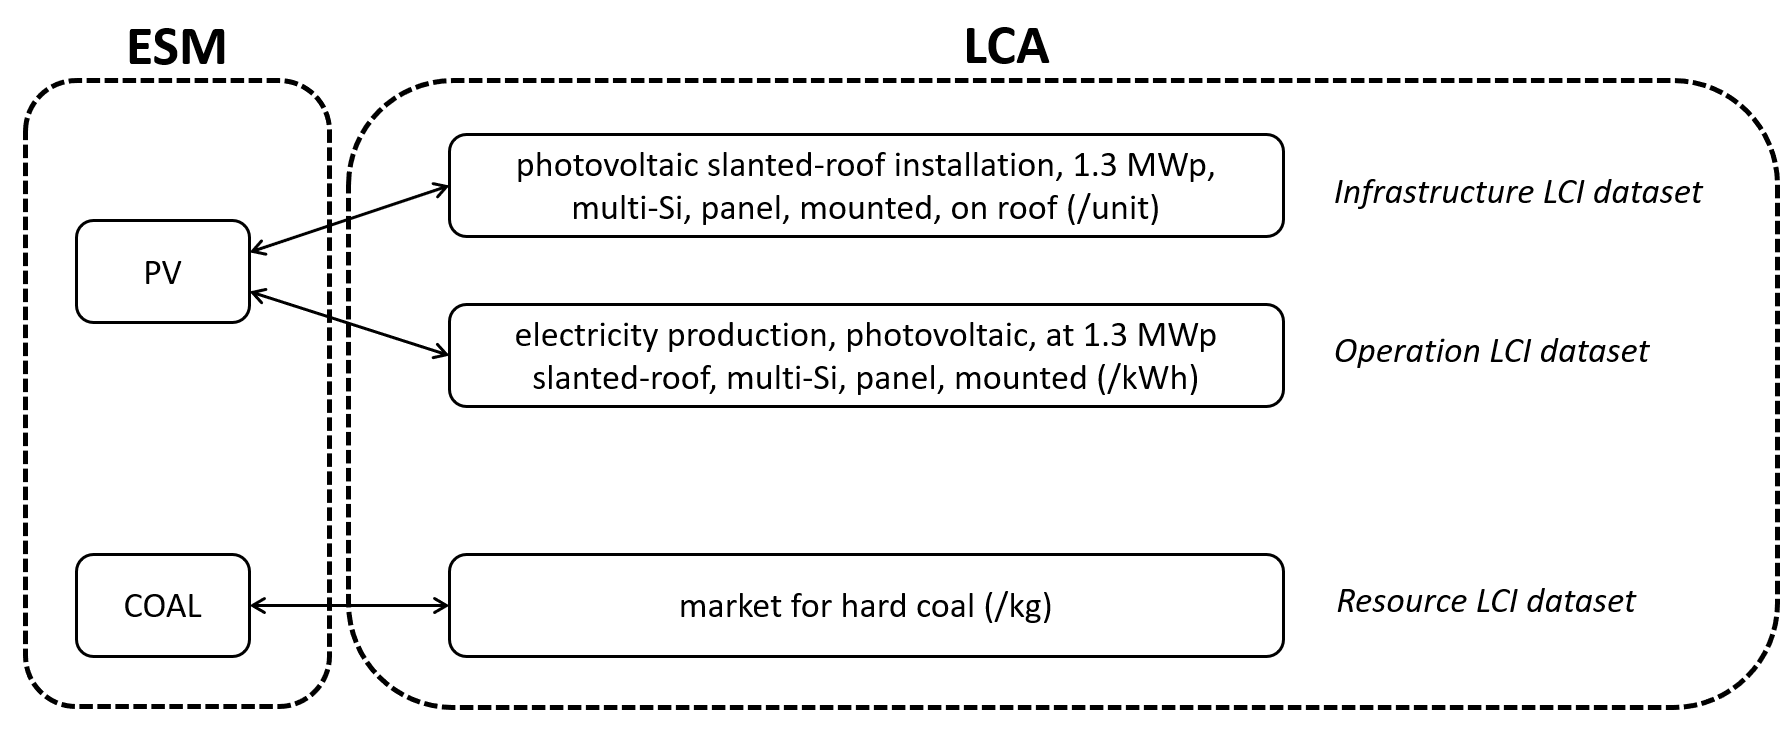 ESM
LCA
photovoltaic slanted-roof installation, 1.3 MWp,
multi-Si, panel, mounted, on roof (/unit)
Infrastructure LCI dataset
PV
electricity production, photovoltaic, at 1.3 MWp
slanted-roof, multi-Si, panel, mounted (/kWh)
Operation LCI dataset
COAL
market for hard coal (/kg)
Resource LCI dataset